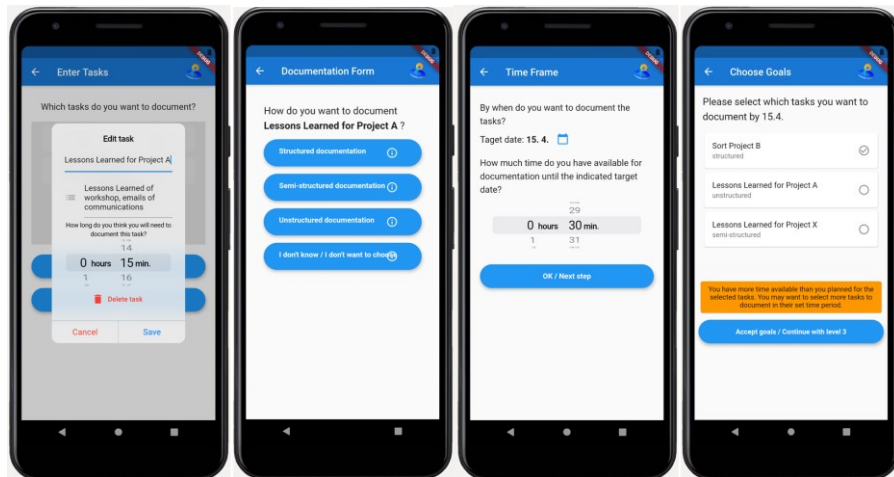 DEBUG
Enter Tasks
Which tasks do you want to document?
Edit task
Lessons Learned for Project A
Lessons Learned of
workshop, emails of
communications
How long do you think you will need to
document this task?
14
0 hours 15 min.
1 16
Delete task
Cancel Save
DEBUG
Documentation Form
How do you want to document
Lessons Learned for Project A ?
Structured documentation
Semi-structured documentation
Unstructured documentation
I don't know / I don't want to choose
DEBUG
Time Frame
By when do you want to document the
tasks?
Taget date: 15. 4.
How much time do you have available for
documentation until the indicated target
date?
29
0 hours 30 min.
1 31
OK / Next step
DEBUG
Choose Goals
Please select which tasks you want to
document by 15.4.
Sort Project B
structured
Lessons Learned for Project A
unstructured
Lessons Learned for Project X
semi-structured
You have more time available than you planned for the
selected tasks. You may want to select more tasks to
document in their set time period.
Accept goals / Continue with level 3